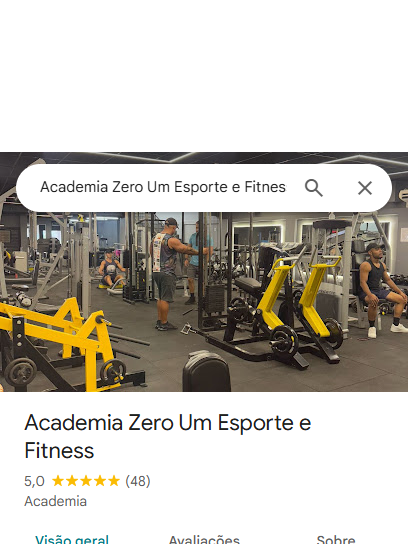 Academia Zero Um Esporte e Fitnes
Academia Zero Um Esporte e
Fitness
5,0 ★★★★★ (48)
Academia
Visão geral Avaliações Sobre